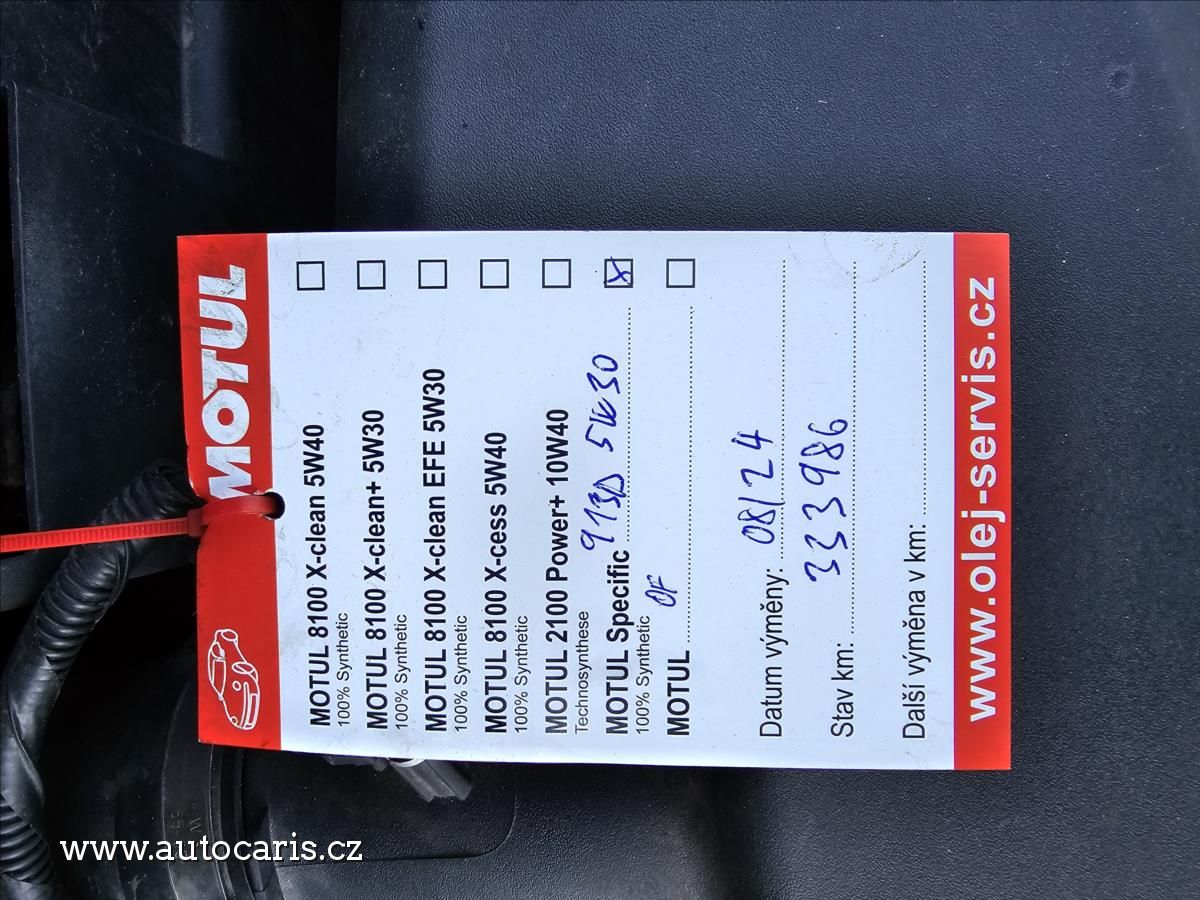 MOTUL
MOTUL 8100 X-clean 5W40
100% Synthetic
MOTUL 8100 X-clean+ 5W30
100% Synthetic
MOTUL 8100 X-clean EFE 5W30
100% Synthetic
MOTUL 8100 X-cess 5W40
100% Synthetic
MOTUL 2100 Power+ 10W40
Technosynthese
MOTUL Specific 913D 5W30 X
100% Synthetic OF
MOTUL
Datum výměny: 08/24
Stav km: 333986
Další výměna v km:
www.olej-servis.cz
www.autocaris.cz